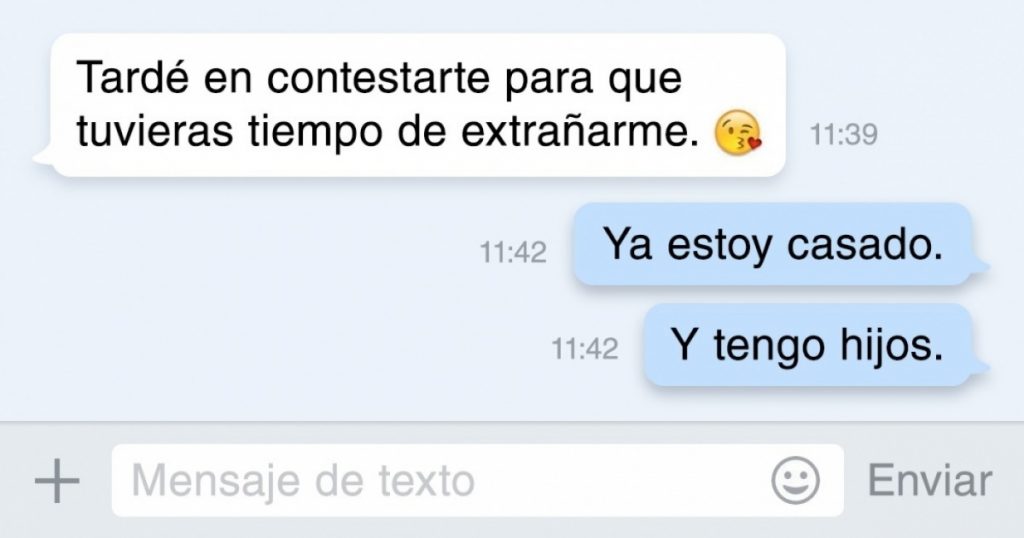 Tardé en contestarte para que
tuvieras tiempo de extrañarme. 😘
11:39
Ya estoy casado.
11:42
Y tengo hijos.
11:42
Mensaje de texto
Enviar